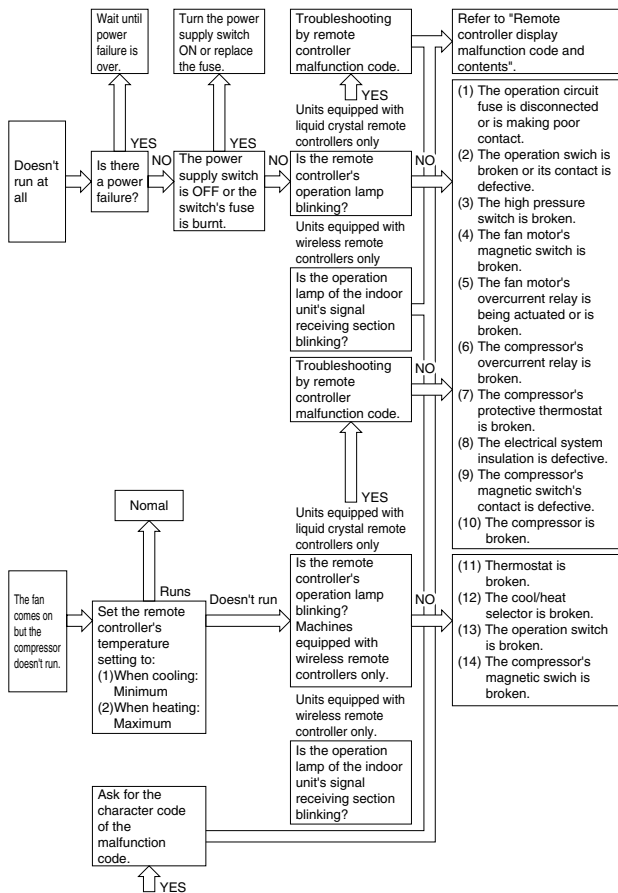 Wait until
power
failure is
over.
Turn the power
supply switch
ON or replace
the fuse.
Troubleshooting
by remote
controller
malfunction code.
Refer to "Remote
controller display
malfunction code and
contents".
YES
YES
YES
Units equipped with
liquid crystal remote
controllers only
Doesn't
run at
all
Is there
a power
failure?
NO
The power
supply switch
is OFF or the
switch's fuse
is burnt.
NO
Is the remote
controller's
operation lamp
blinking?
NO
Units equipped with
wireless remote
controllers only
Is the operation
lamp of the indoor
unit's signal
receiving section
blinking?
(1) The operation circuit
fuse is disconnected
or is making poor
contact.
(2) The operation swich is
broken or its contact is
defective.
(3) The high pressure
switch is broken.
(4) The fan motor's
magnetic switch is
broken.
(5) The fan motor's
overcurrent relay is
being actuated or is
broken.
(6) The compressor's
overcurrent relay is
broken.
(7) The compressor's
protective thermostat
is broken.
(8) The electrical system
insulation is defective.
(9) The compressor's
magnetic switch's
contact is defective.
(10) The compressor is
broken.
Troubleshooting
by remote
controller
malfunction code.
NO
YES
Units equipped with
liquid crystal remote
controllers only
Nomal
The fan
comes on
but the
compressor
doesn't run.
Runs
Set the remote
controller's
temperature
setting to:
(1)When cooling:
Minimum
(2)When heating:
Maximum
Doesn't run
Is the remote
controller's
operation lamp
blinking?
Machines
equipped with
wireless remote
controllers only.
NO
(11) Thermostat is
broken.
(12) The cool/heat
selector is broken.
(13) The operation switch
is broken.
(14) The compressor's
magnetic swich is
broken.
Units equipped with
wireless remote
controller only.
Is the operation
lamp of the indoor
unit's signal
receiving section
blinking?
Ask for the
character code
of the
malfunction
code.
YES